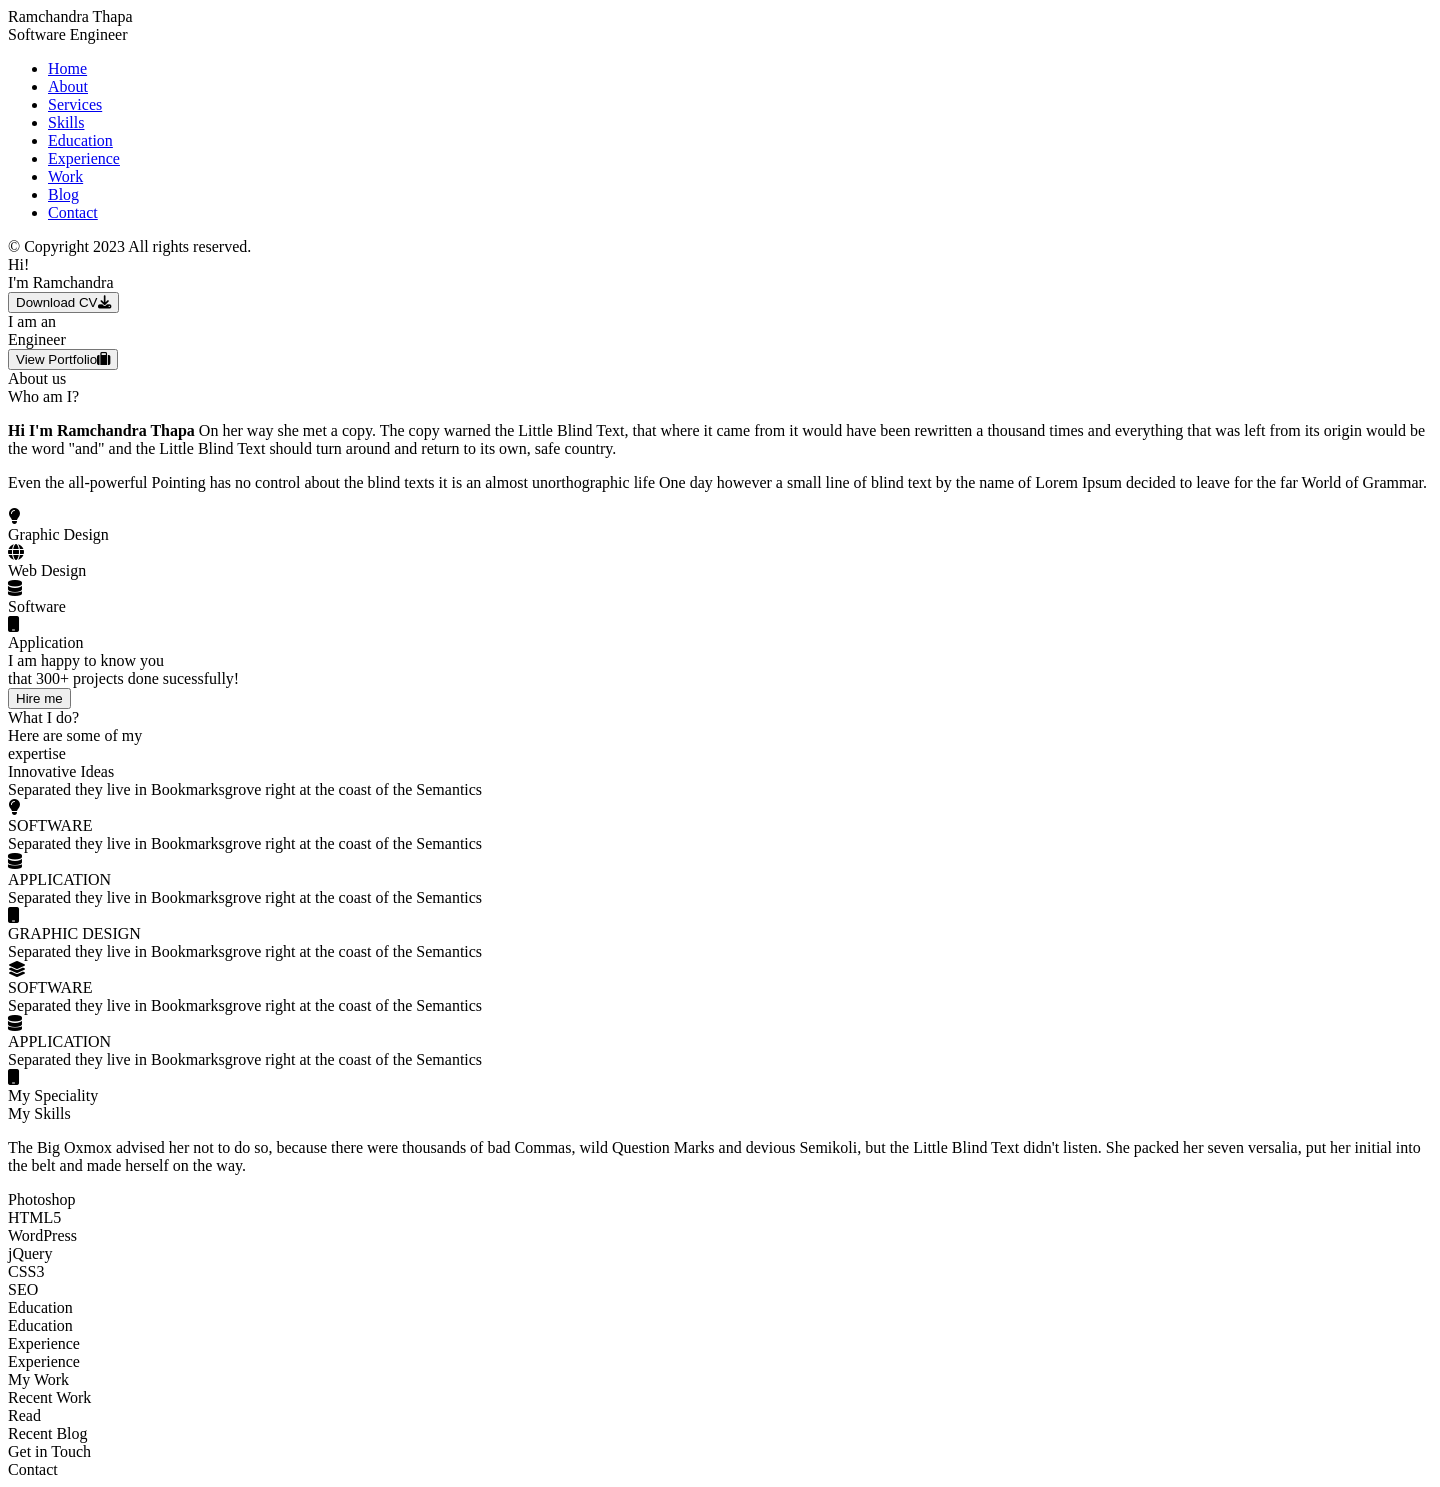 Ramchandra Thapa
Software Engineer
Home
About
Services
Skills
Education
Experience
Work
Blog
Contact
© Copyright 2023 All rights reserved.
Hi!
I'm Ramchandra
Download CV
I am an
Engineer
View Portfolio
About us
Who am I?
Hi I'm Ramchandra Thapa On her way she met a copy. The copy warned the Little Blind Text, that where it came from it would have been rewritten a thousand times and everything that was left from its origin would be
the word "and" and the Little Blind Text should turn around and return to its own, safe country.
Even the all-powerful Pointing has no control about the blind texts it is an almost unorthographic life One day however a small line of blind text by the name of Lorem Ipsum decided to leave for the far World of Grammar.
Graphic Design
Web Design
Software
Application
I am happy to know you
that 300+ projects done sucessfully!
Hire me
What I do?
Here are some of my
expertise
Innovative Ideas
Separated they live in Bookmarksgrove right at the coast of the Semantics
SOFTWARE
Separated they live in Bookmarksgrove right at the coast of the Semantics
APPLICATION
Separated they live in Bookmarksgrove right at the coast of the Semantics
GRAPHIC DESIGN
Separated they live in Bookmarksgrove right at the coast of the Semantics
SOFTWARE
Separated they live in Bookmarksgrove right at the coast of the Semantics
APPLICATION
Separated they live in Bookmarksgrove right at the coast of the Semantics
My Speciality
My Skills
The Big Oxmox advised her not to do so, because there were thousands of bad Commas, wild Question Marks and devious Semikoli, but the Little Blind Text didn't listen. She packed her seven versalia, put her initial into
the belt and made herself on the way.
Photoshop
HTML5
WordPress
jQuery
CSS3
SEO
Education
Education
Experience
Experience
My Work
Recent Work
Read
Recent Blog
Get in Touch
Contact